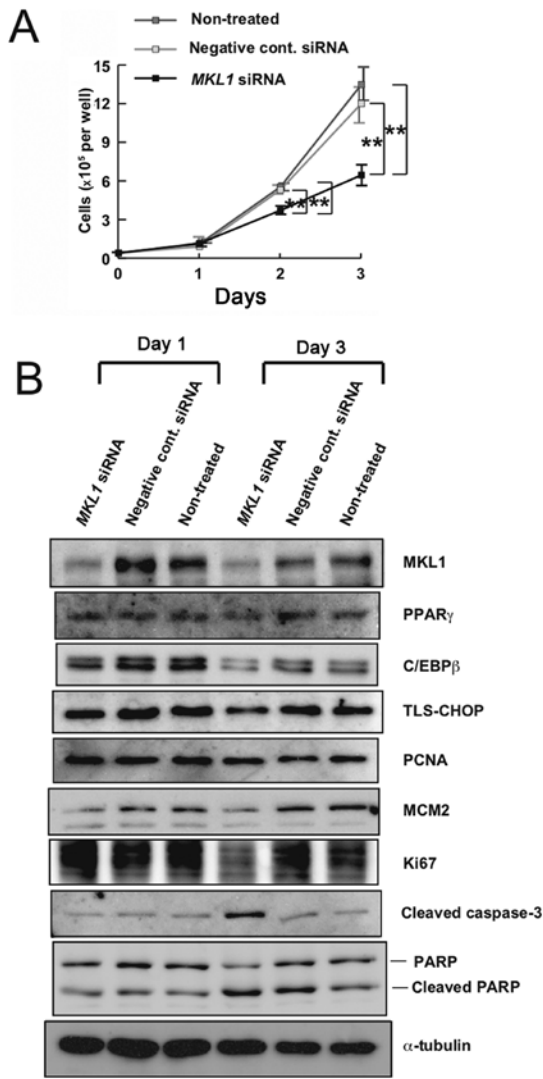 A
Non-treated
Negative cont. siRNA
MKL1 siRNA
Cells (x10⁵ per well)
15
12
9
6
3
0
** **
** **
0 1 2 3
Days
B
Day 1 Day 3
MKL1 siRNA
Negative cont. siRNA
Non-treated
MKL1 siRNA
Negative cont. siRNA
Non-treated
MKL1
PPARγ
C/EBPβ
TLS-CHOP
PCNA
MCM2
Ki67
Cleaved caspase-3
PARP
Cleaved PARP
α-tubulin